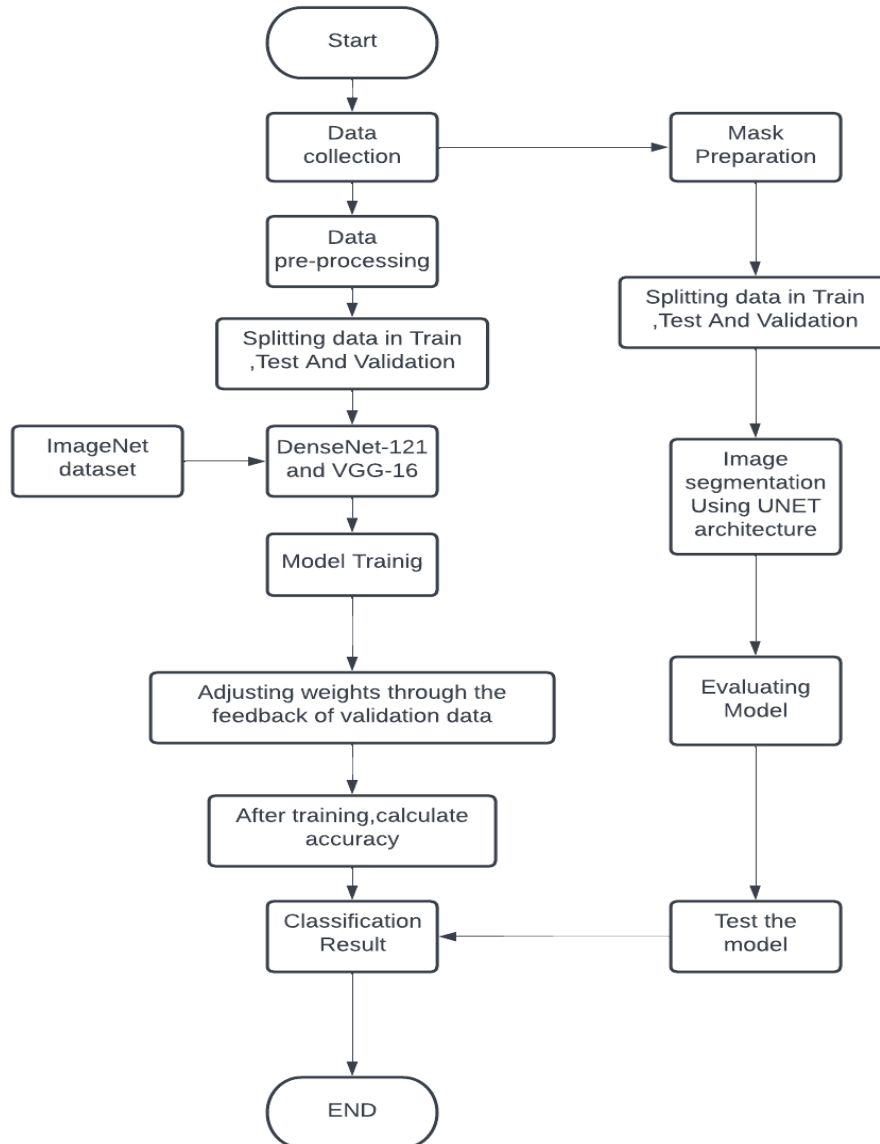 Start
Data
collection
Mask
Preparation
Data
pre-processing
Splitting data in Train
,Test And Validation
Splitting data in Train
,Test And Validation
ImageNet
dataset
DenseNet-121
and VGG-16
Image
segmentation
Using UNET
architecture
Model Trainig
Adjusting weights through the
feedback of validation data
Evaluating
Model
After training,calculate
accuracy
Classification
Result
Test the
model
END